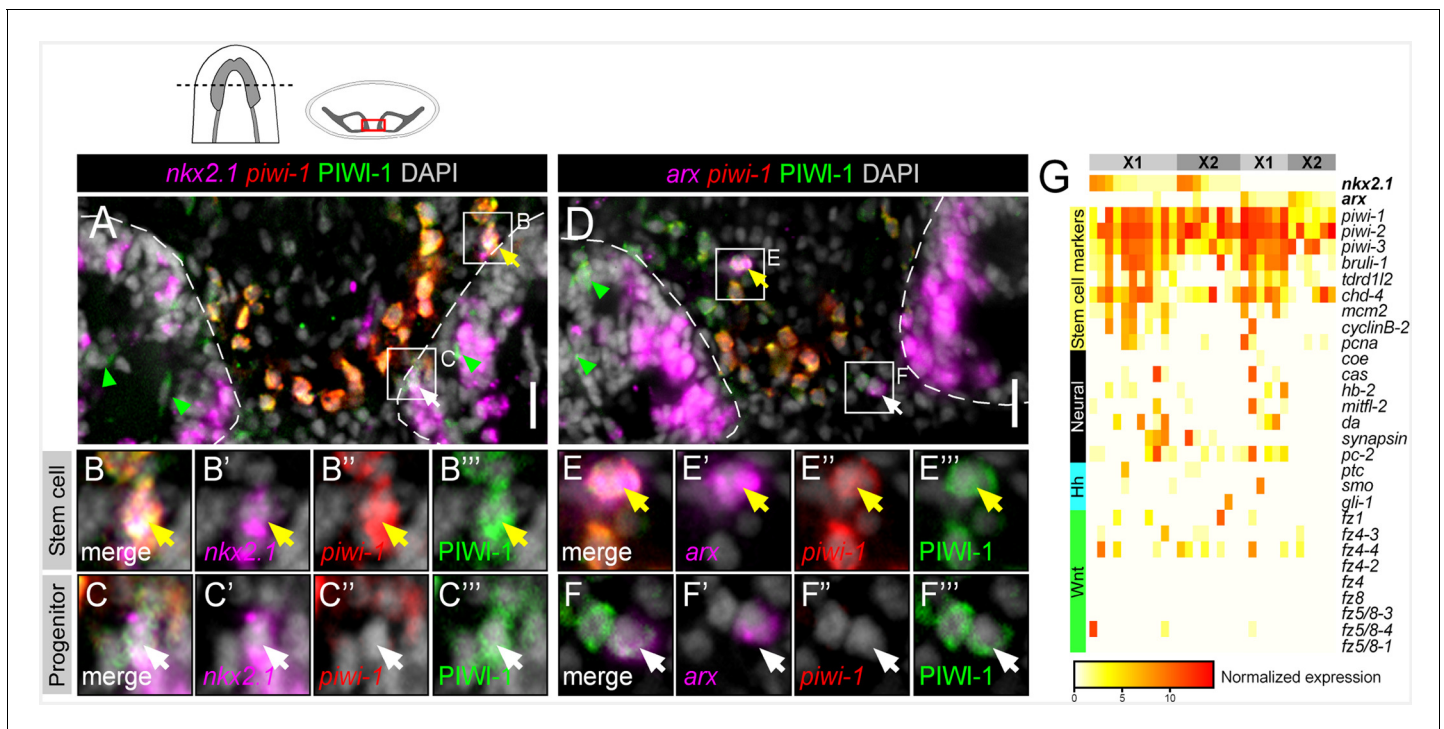 nkx2.1 piwi-1 PIWI-1 DAPI
A
B
C
arx piwi-1 PIWI-1 DAPI
D
E
F
Stem cell
B
merge
B’
nkx2.1
B’’
piwi-1
B’’’
PIWI-1
E
merge
E’
arx
E’’
piwi-1
E’’’
PIWI-1
Progenitor
C
merge
C’
nkx2.1
C’’
piwi-1
C’’’
PIWI-1
F
merge
F’
arx
F’’
piwi-1
F’’’
PIWI-1
G
X1 X2 X1 X2
nkx2.1
arx
Stem cell markers
piwi-1
piwi-2
piwi-3
bruli-1
tdrd1l2
chd-4
mcm2
cyclinB-2
pcna
Neural
coe
cas
hb-2
mitfl-2
da
synapsin
pc-2
Hh
ptc
smo
gli-1
Wnt
fz1
fz4-3
fz4-4
fz4-2
fz4
fz8
fz5/8-3
fz5/8-4
fz5/8-1
0 5 10
Normalized expression